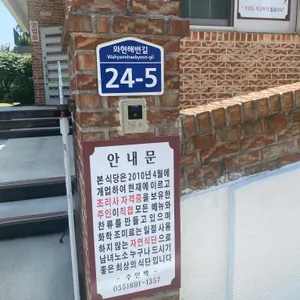 와현해변길
Wahyeonhaebyeon-gil
24-5
안내문
본 식당은 2010년 4월에
개업하여 현재에 이르고
조리사 자격증을 보유한
주인이 직접 모든 메뉴와
찬류를 만들고 있으며
화학 조미료는 일절 사용
하지않는 자연식단으로
남녀노소 누구나 드시기
좋은 최상의 식단 입니다
- 주인백 -
055)681-1357